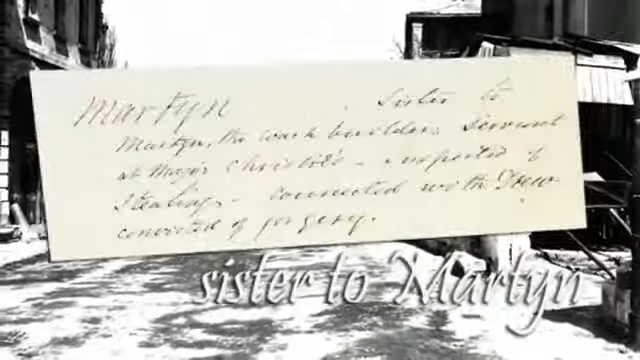 Martyn Sister to
Martyn, the coach builder. Servant
at Major Christie's - suspected of
Stealing. - connected with Drew
convicted of forgery.
sister to Martyn